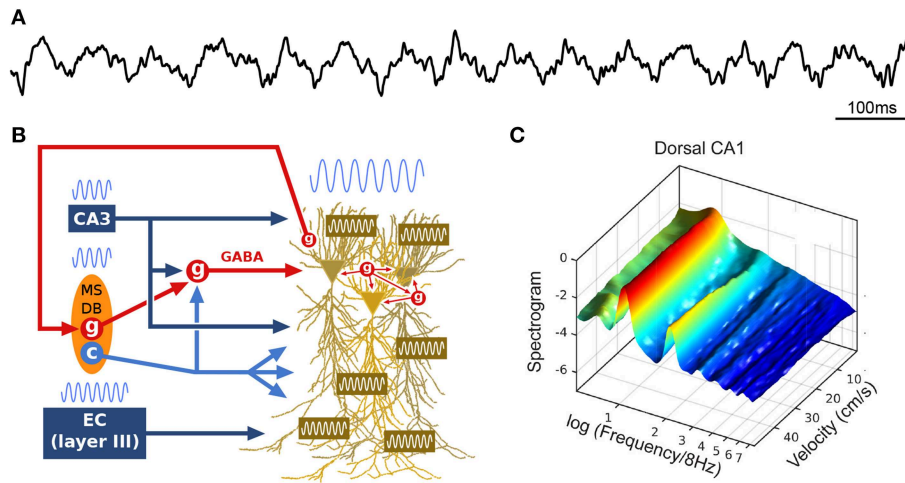 A
100ms
B
CA3
MS
DB
g
c
EC
(layer III)
g
GABA
g
g
g
C
Dorsal CA1
Spectrogram
0
-2
-4
-6
1
2
3
4
5
6
7
log (Frequency/8Hz)
10
20
30
40
Velocity (cm/s)